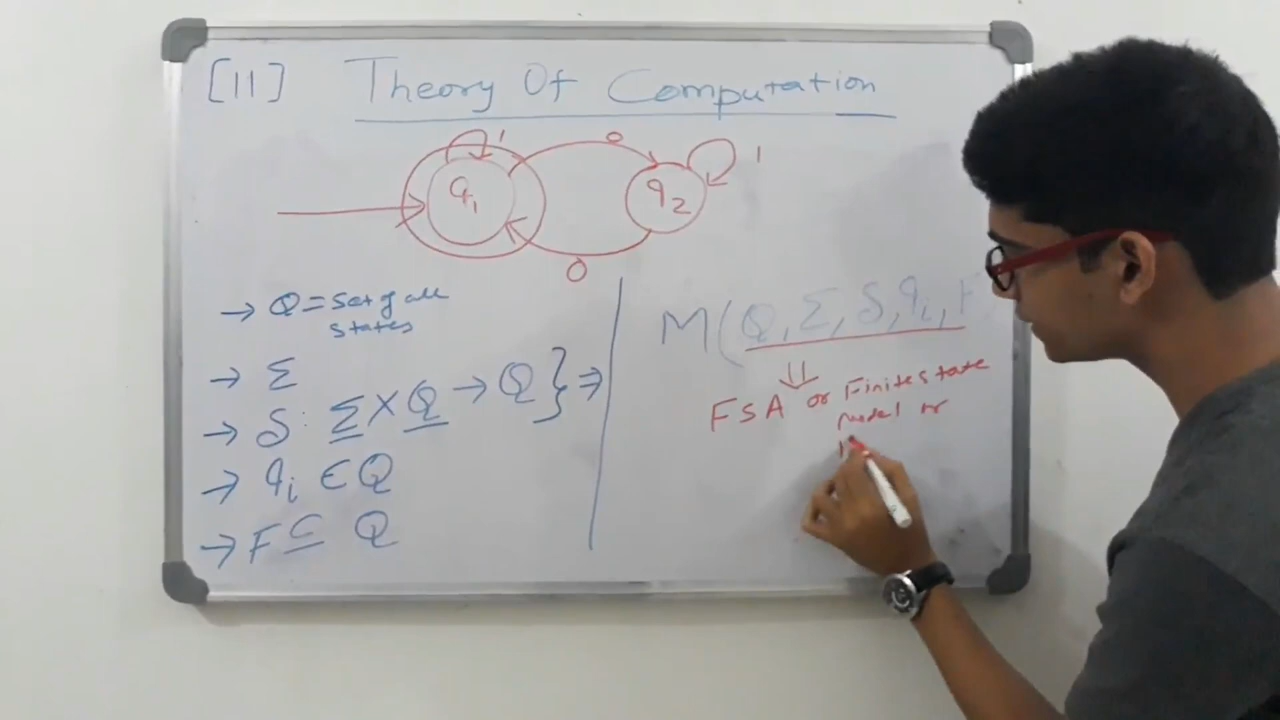 [11] Theory Of Computation
1
0
1
q1
q2
0
→ Q = Set of all
states
→ Σ
→ δ: Σ X Q → Q } ⇒
→ qi ∈ Q
→ F ⊆ Q
M(Q, Σ, δ, qi, F
⇓
FSA or Finite state
model or